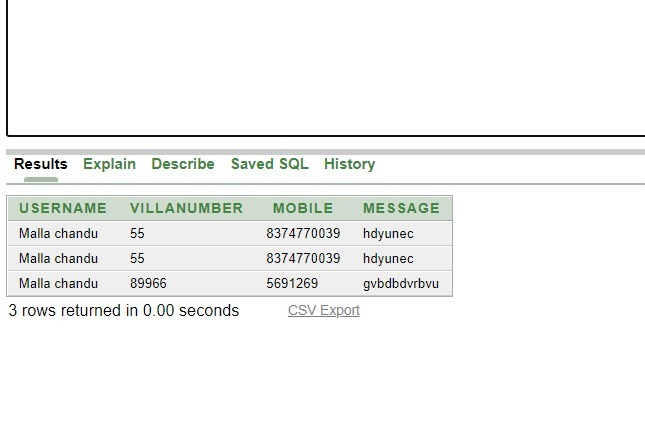 Results Explain Describe Saved SQL History
USERNAME VILLANUMBER MOBILE MESSAGE
Malla chandu 55 8374770039 hdyunec
Malla chandu 55 8374770039 hdyunec
Malla chandu 89966 5691269 gvbdbdvrbvu
3 rows returned in 0.00 seconds CSV Export